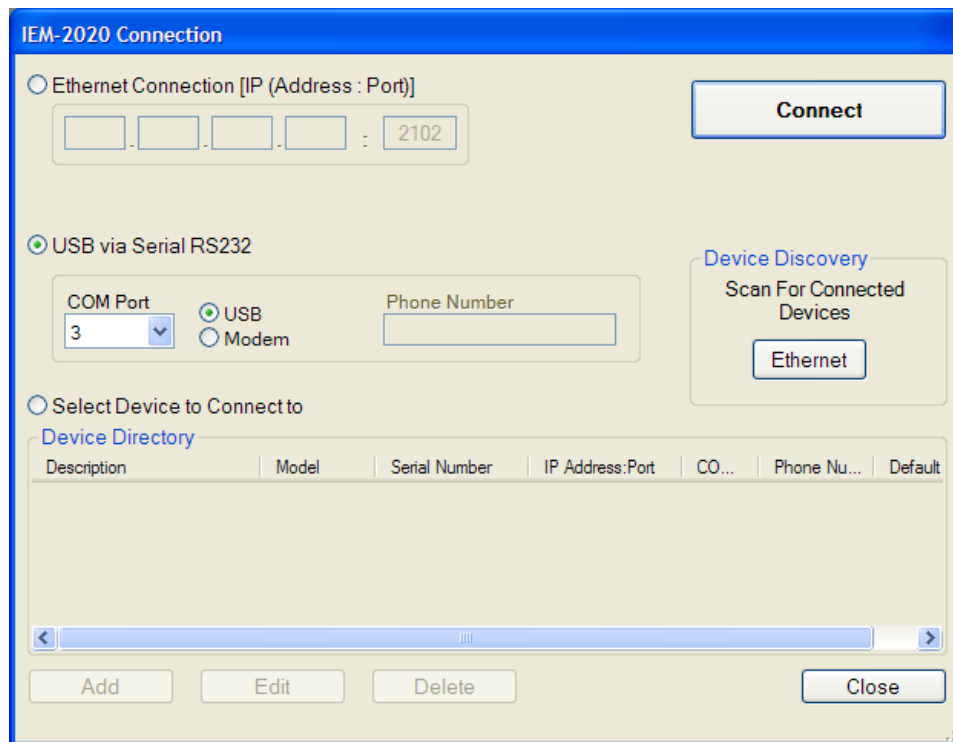 IEM-2020 Connection
Ethernet Connection [IP (Address : Port)]
. . . : 2102
Connect
USB via Serial RS232
COM Port
3
USB
Modem
Phone Number
Device Discovery
Scan For Connected
Devices
Ethernet
Select Device to Connect to
Device Directory
Description Model Serial Number IP Address:Port CO... Phone Nu... Default
Add Edit Delete Close